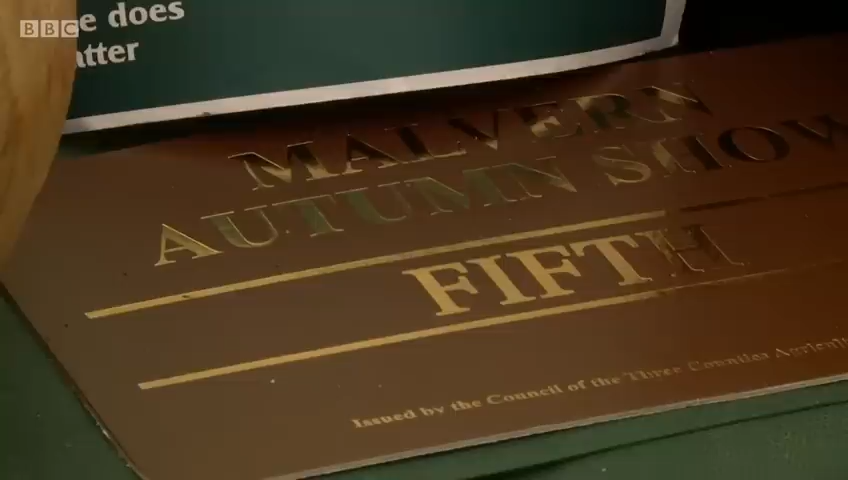 BBC
e does
atter
MALVERN
AUTUMN SHOW
FIFTH
Issued by the Council of the Three Counties